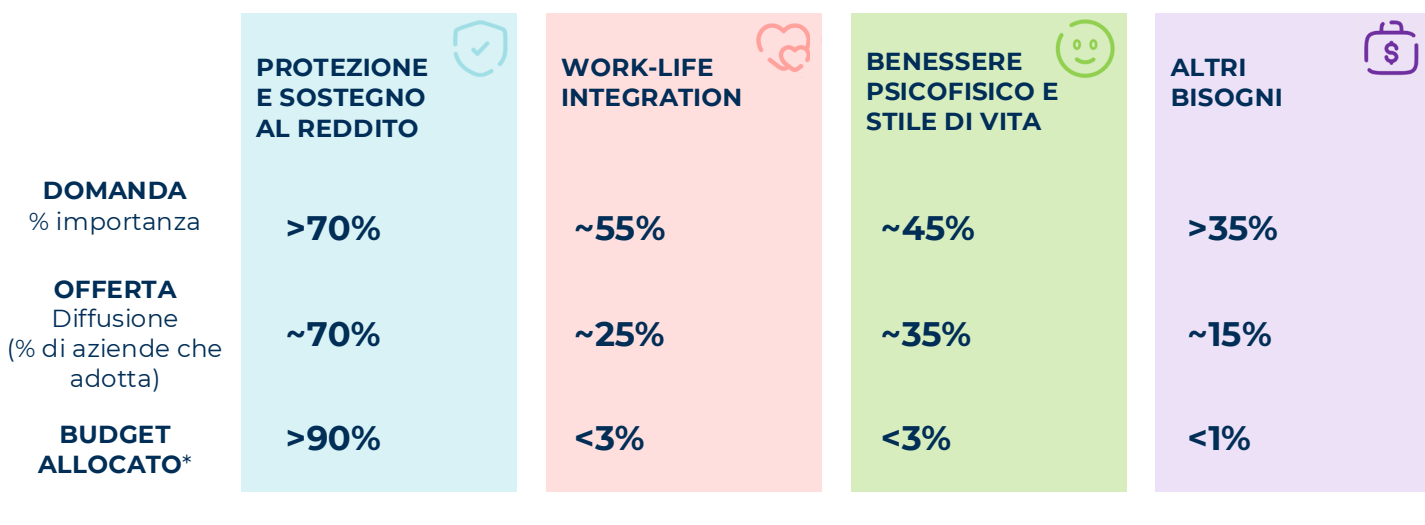 PROTEZIONE
E SOSTEGNO
AL REDDITO
WORK-LIFE
INTEGRATION
BENESSERE
PSICOFISICO E
STILE DI VITA
ALTRI
BISOGNI
$
DOMANDA
% importanza
>70%
~55%
~45%
>35%
OFFERTA
Diffusione
(% di aziende che
adotta)
~70%
~25%
~35%
~15%
BUDGET
ALLOCATO*
>90%
<3%
<3%
<1%